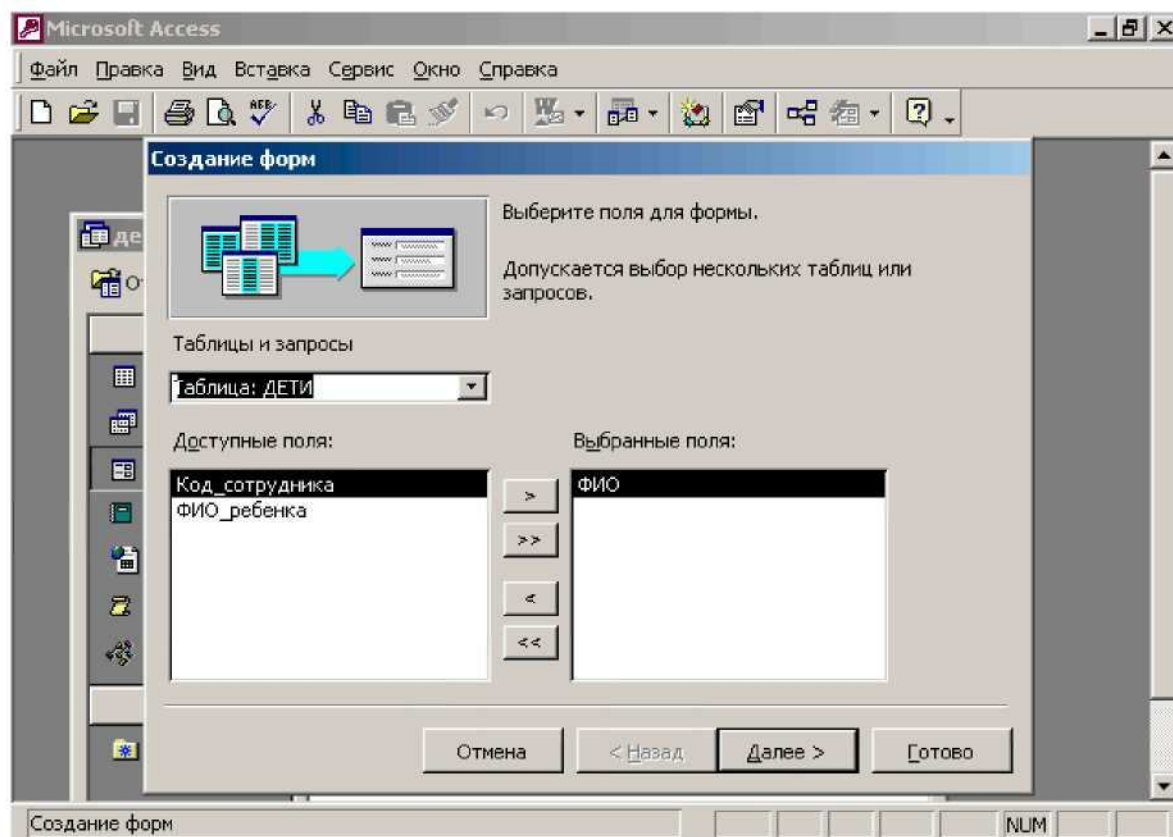 Microsoft Access
Файл Правка Вид Вставка Сервис Окно Справка
Создание форм
Выберите поля для формы.
Допускается выбор нескольких таблиц или
запросов.
Таблицы и запросы
Таблица: ДЕТИ
Доступные поля:
Выбранные поля:
Код_сотрудника
ФИО_ребенка
ФИО
>
>>
<
<<
Отмена
< Назад
Далее >
Готово
Создание форм
NUM